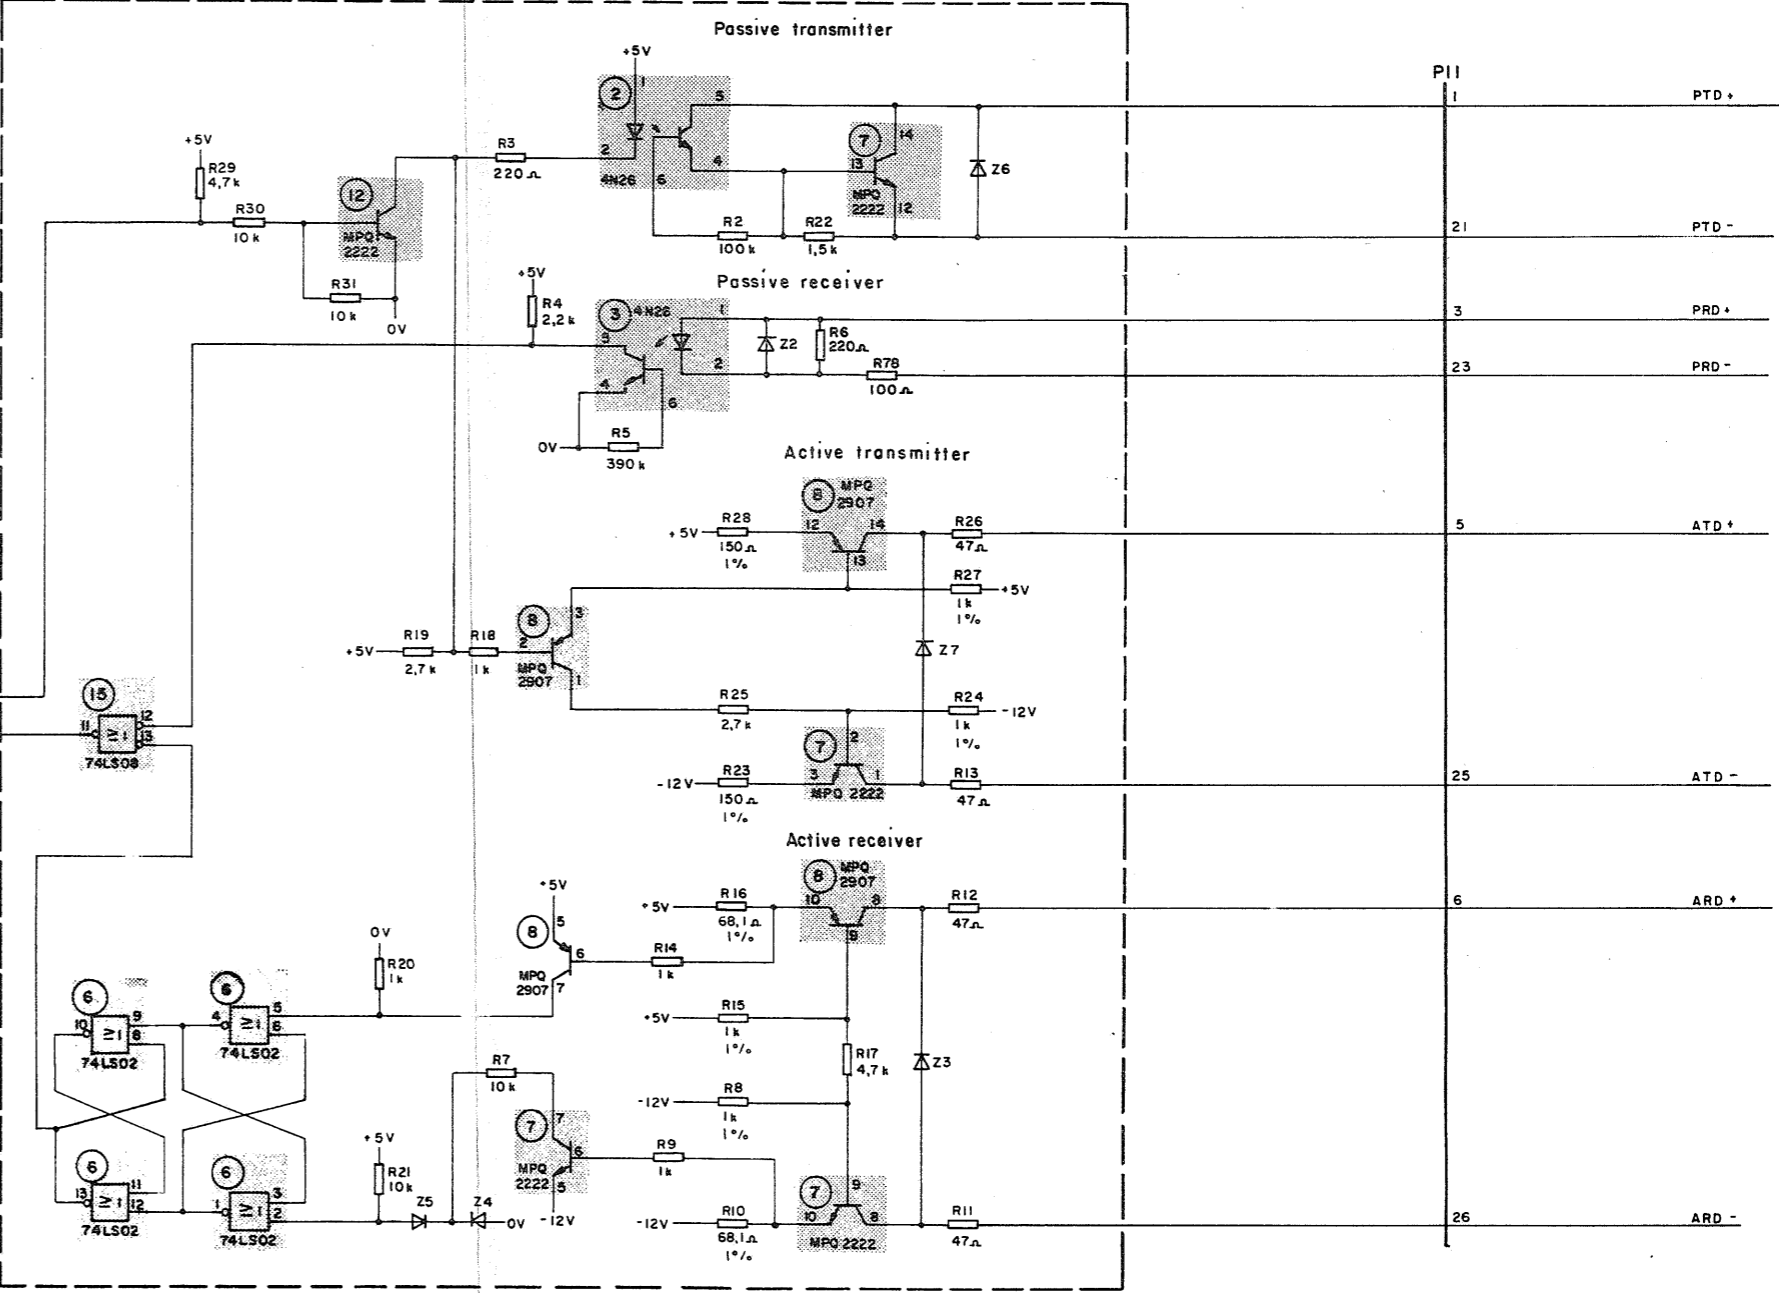 Passive transmitter
+5V
1
2
5
2
4
4N26
6
R3
220Ω
+5V
R29
4,7k
R30
10k
12
MPQ
2222
R31
10k
0V
7
14
13
MPQ
2222
12
Z6
R2
100k
R22
1,5k
P11
1
PTD+
21
PTD-
Passive receiver
+5V
R4
2,2k
3
4N26
1
5
2
4
6
Z2
R6
220Ω
R78
100Ω
0V
R5
390k
3
PRD+
23
PRD-
Active transmitter
8
MPQ
2907
+5V
R28
150Ω
1%
12
14
13
R26
47Ω
5
ATD+
R27
1k
1%
+5V
8
3
2
MPQ
2907
1
+5V
R19
2,7k
R18
1k
Z7
R25
2,7k
R24
1k
1%
-12V
7
2
3
1
MPQ 2222
-12V
R23
150Ω
1%
R13
47Ω
25
ATD-
15
11
≥1
12
13
74LS08
Active receiver
8
MPQ
2907
+5V
R16
68,1Ω
1%
10
8
9
R12
47Ω
6
ARD+
+5V
5
8
6
MPQ
2907
7
R14
1k
0V
R20
1k
+5V
R15
1k
1%
R17
4,7k
Z3
-12V
R8
1k
1%
6
10
≥1
9
8
74LS02
6
4
≥1
5
6
74LS02
R7
10k
7
7
6
MPQ
2222
5
-12V
R9
1k
+5V
R21
10k
Z5
Z4
0V
6
13
≥1
11
12
74LS02
6
1
≥1
3
2
74LS02
7
9
10
8
MPQ 2222
-12V
R10
68,1Ω
1%
R11
47Ω
26
ARD-